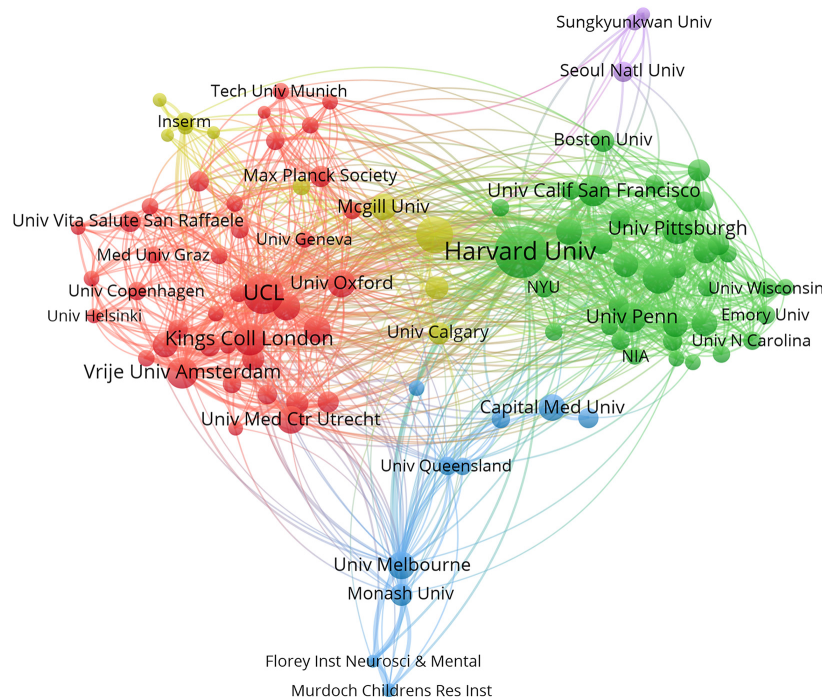 Sungkyunkwan Univ
Seoul Natl Univ
Tech Univ Munich
Inserm
Boston Univ
Max Planck Society
Univ Calif San Francisco
Mcgill Univ
Univ Vita Salute San Raffaele
Univ Pittsburgh
Univ Geneva
Harvard Univ
Med Univ Graz
Univ Oxford
NYU
Univ Wisconsin
Univ Copenhagen
UCL
Univ Helsinki
Univ Penn
Emory Univ
Univ Calgary
Kings Coll London
Univ N Carolina
NIA
Vrije Univ Amsterdam
Capital Med Univ
Univ Med Ctr Utrecht
Univ Queensland
Univ Melbourne
Monash Univ
Florey Inst Neurosci & Mental
Murdoch Childrens Res Inst